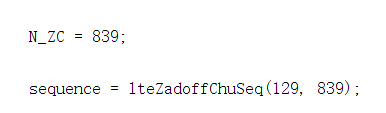 N_ZC = 839;
sequence = lteZadoffChuSeq(129, 839);